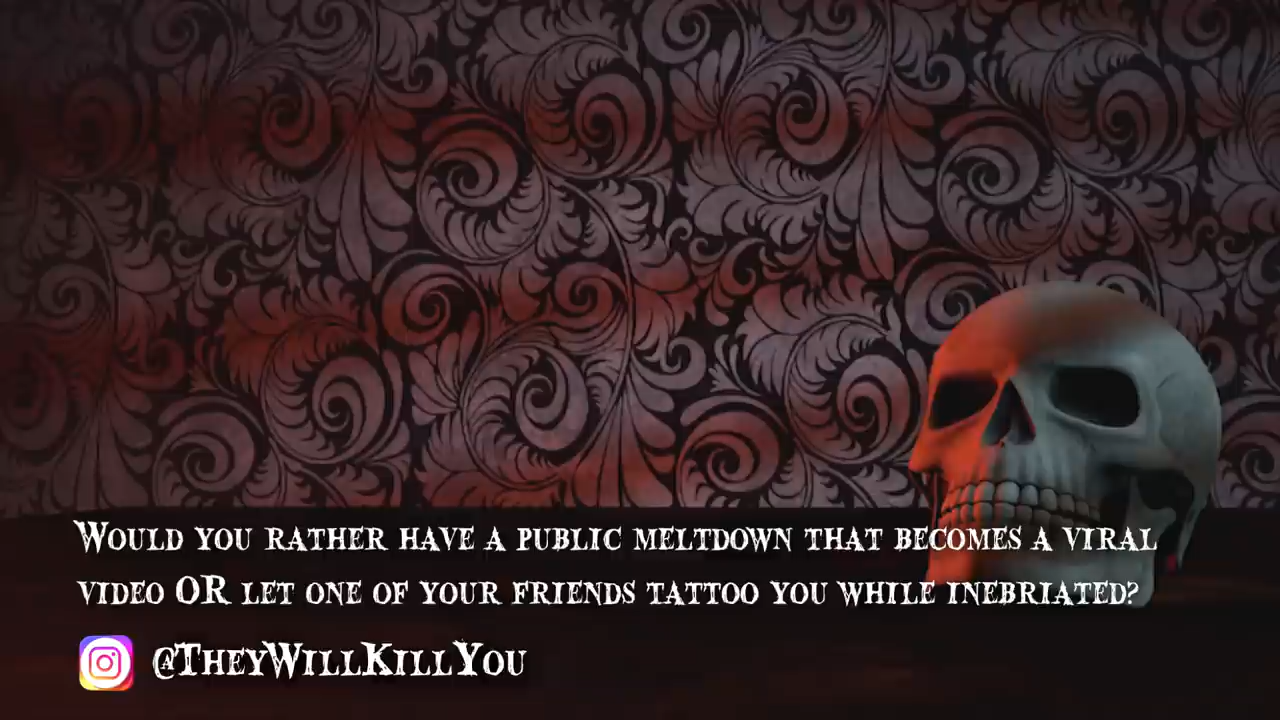 Would you rather have a public meltdown that becomes a viral
video OR let one of your friends tattoo you while inebriated?
@TheyWillKillYou